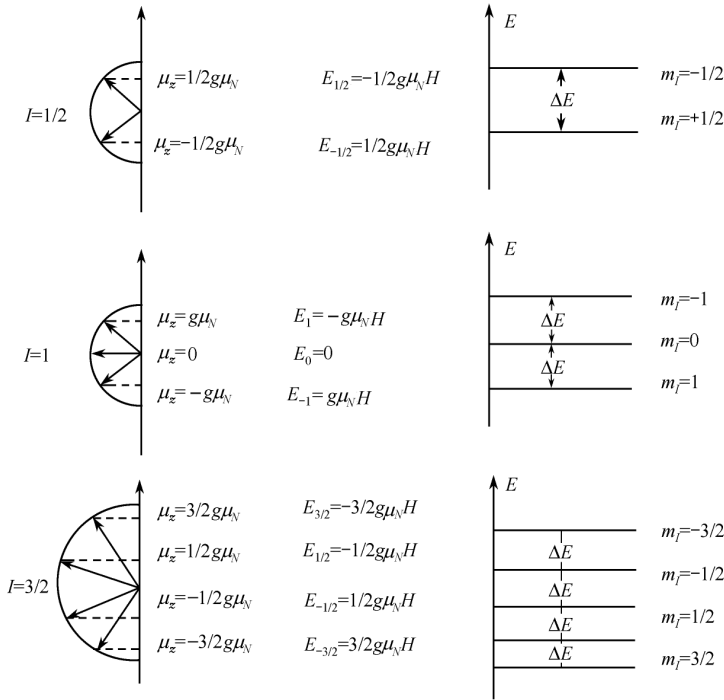 E
μz=1/2gμN
E1/2=−1/2gμNH
mI=−1/2
I=1/2
ΔE
mI=+1/2
μz=−1/2gμN
E−1/2=1/2gμNH
E
μz=gμN
E1=−gμNH
mI=−1
ΔE
I=1
μz=0
E0=0
mI=0
ΔE
μz=−gμN
E−1=gμNH
mI=1
E
μz=3/2gμN
E3/2=−3/2gμNH
mI=−3/2
μz=1/2gμN
E1/2=−1/2gμNH
ΔE
mI=−1/2
I=3/2
μz=−1/2gμN
E−1/2=1/2gμNH
ΔE
mI=1/2
ΔE
μz=−3/2gμN
E−3/2=3/2gμNH
ΔE
mI=3/2